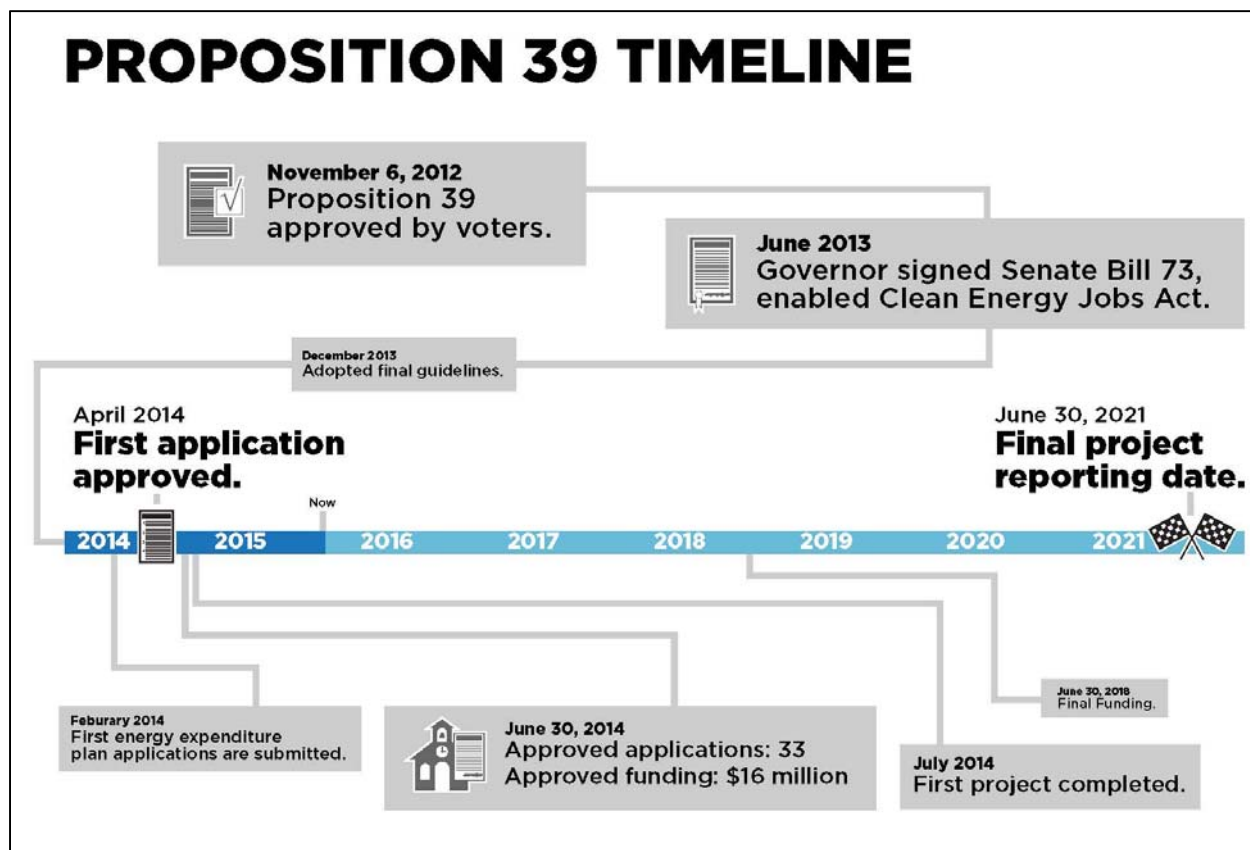 PROPOSITION 39 TIMELINE
November 6, 2012
Proposition 39
approved by voters.
June 2013
Governor signed Senate Bill 73,
enabled Clean Energy Jobs Act.
December 2013
Adopted final guidelines.
April 2014
First application
approved.
June 30, 2021
Final project
reporting date.
Now
2014 2015 2016 2017 2018 2019 2020 2021
Feburary 2014
First energy expenditure
plan applications are submitted.
June 30, 2014
Approved applications: 33
Approved funding: $16 million
June 30, 2018
Final Funding.
July 2014
First project completed.